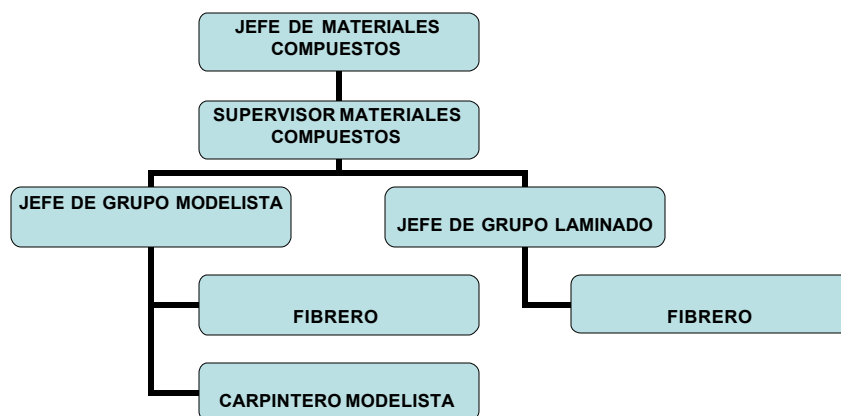 JEFE DE MATERIALES
COMPUESTOS
SUPERVISOR MATERIALES
COMPUESTOS
JEFE DE GRUPO MODELISTA
JEFE DE GRUPO LAMINADO
FIBRERO
FIBRERO
CARPINTERO MODELISTA